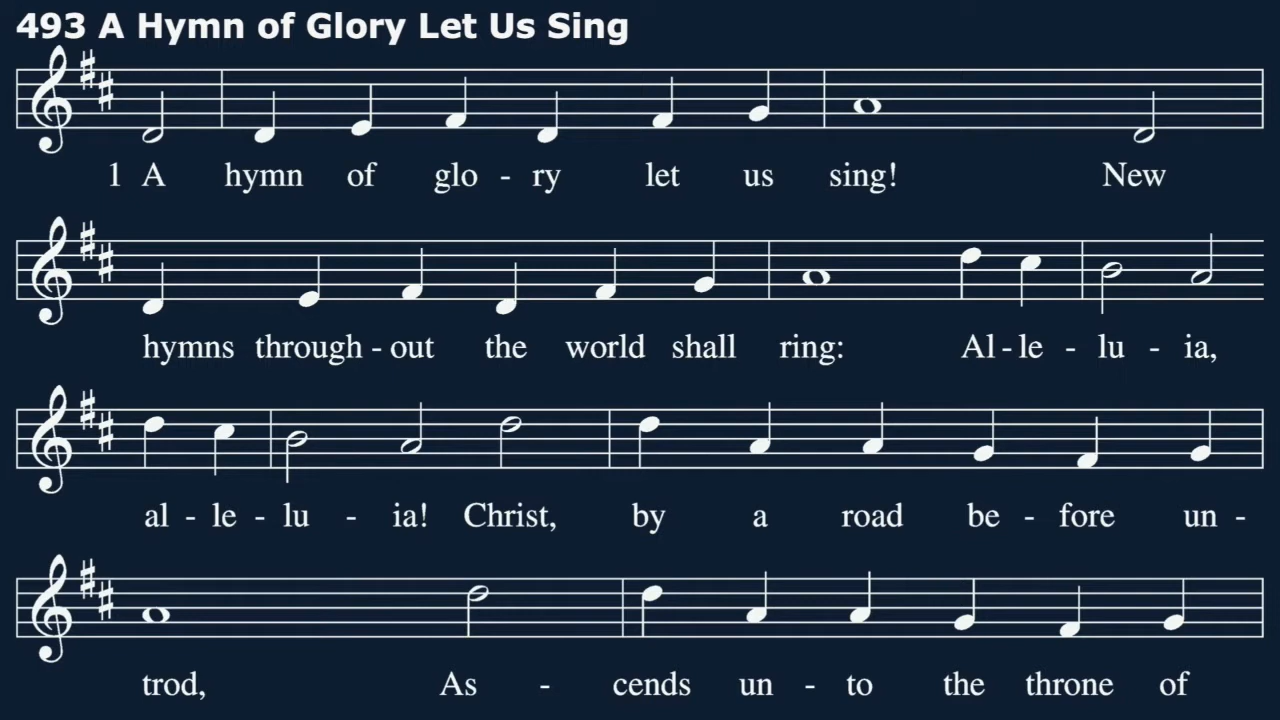 493 A Hymn of Glory Let Us Sing
1 A hymn of glo - ry let us sing! New
hymns through - out the world shall ring: Al - le - lu - ia,
al - le - lu - ia! Christ, by a road be - fore un -
trod, As - cends un - to the throne of